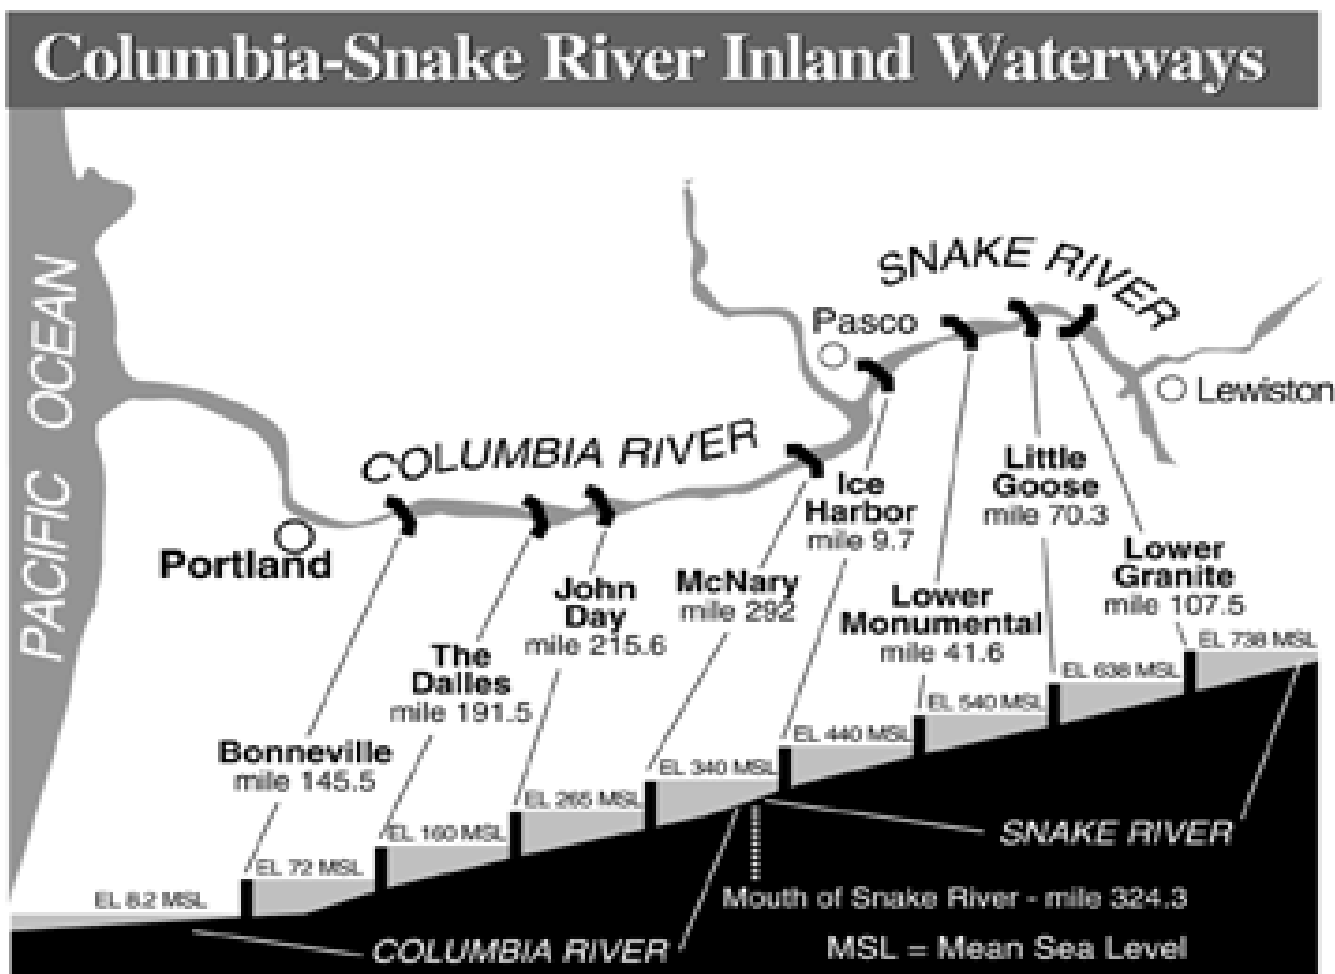 Columbia-Snake River Inland Waterways
PACIFIC OCEAN
SNAKE RIVER
Pasco
Lewiston
COLUMBIA RIVER
Portland
Little
Goose
mile 70.3
Ice
Harbor
mile 9.7
Lower
Granite
mile 107.5
John
Day
mile 215.6
McNary
mile 292
Lower
Monumental
mile 41.6
The
Dalles
mile 191.5
Bonneville
mile 145.5
EL 738 MSL
EL 638 MSL
EL 540 MSL
EL 440 MSL
EL 340 MSL
EL 265 MSL
EL 160 MSL
EL 72 MSL
EL 8.2 MSL
SNAKE RIVER
Mouth of Snake River - mile 324.3
COLUMBIA RIVER
MSL = Mean Sea Level